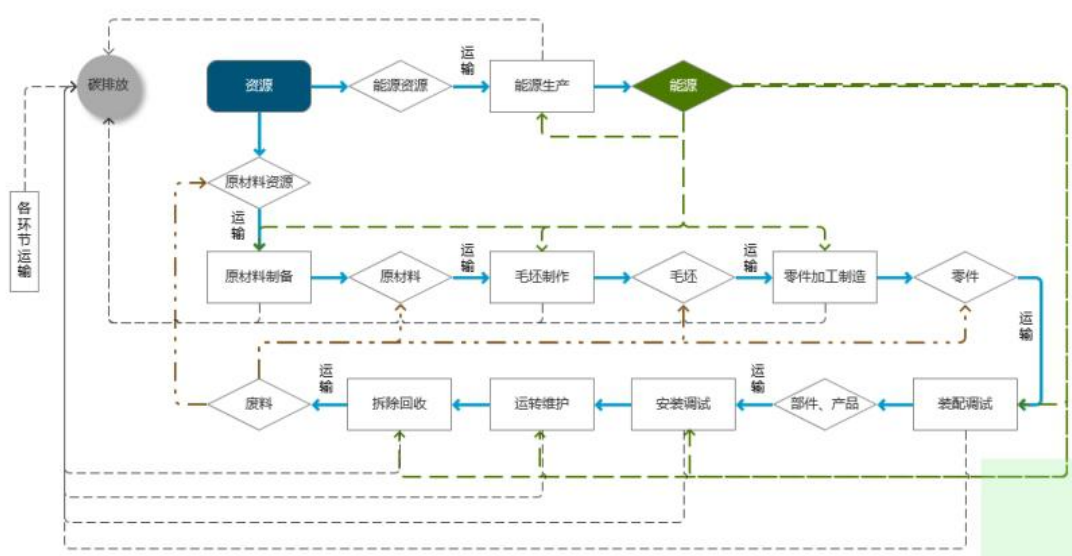 运输
碳排放
资源
能源资源
能源生产
能源
原材料资源
各环节运输
运输
运输
运输
原材料制备
原材料
毛坯制作
毛坯
零件加工制造
零件
运输
运输
运输
废料
拆除回收
运转维护
安装调试
部件、产品
装配调试